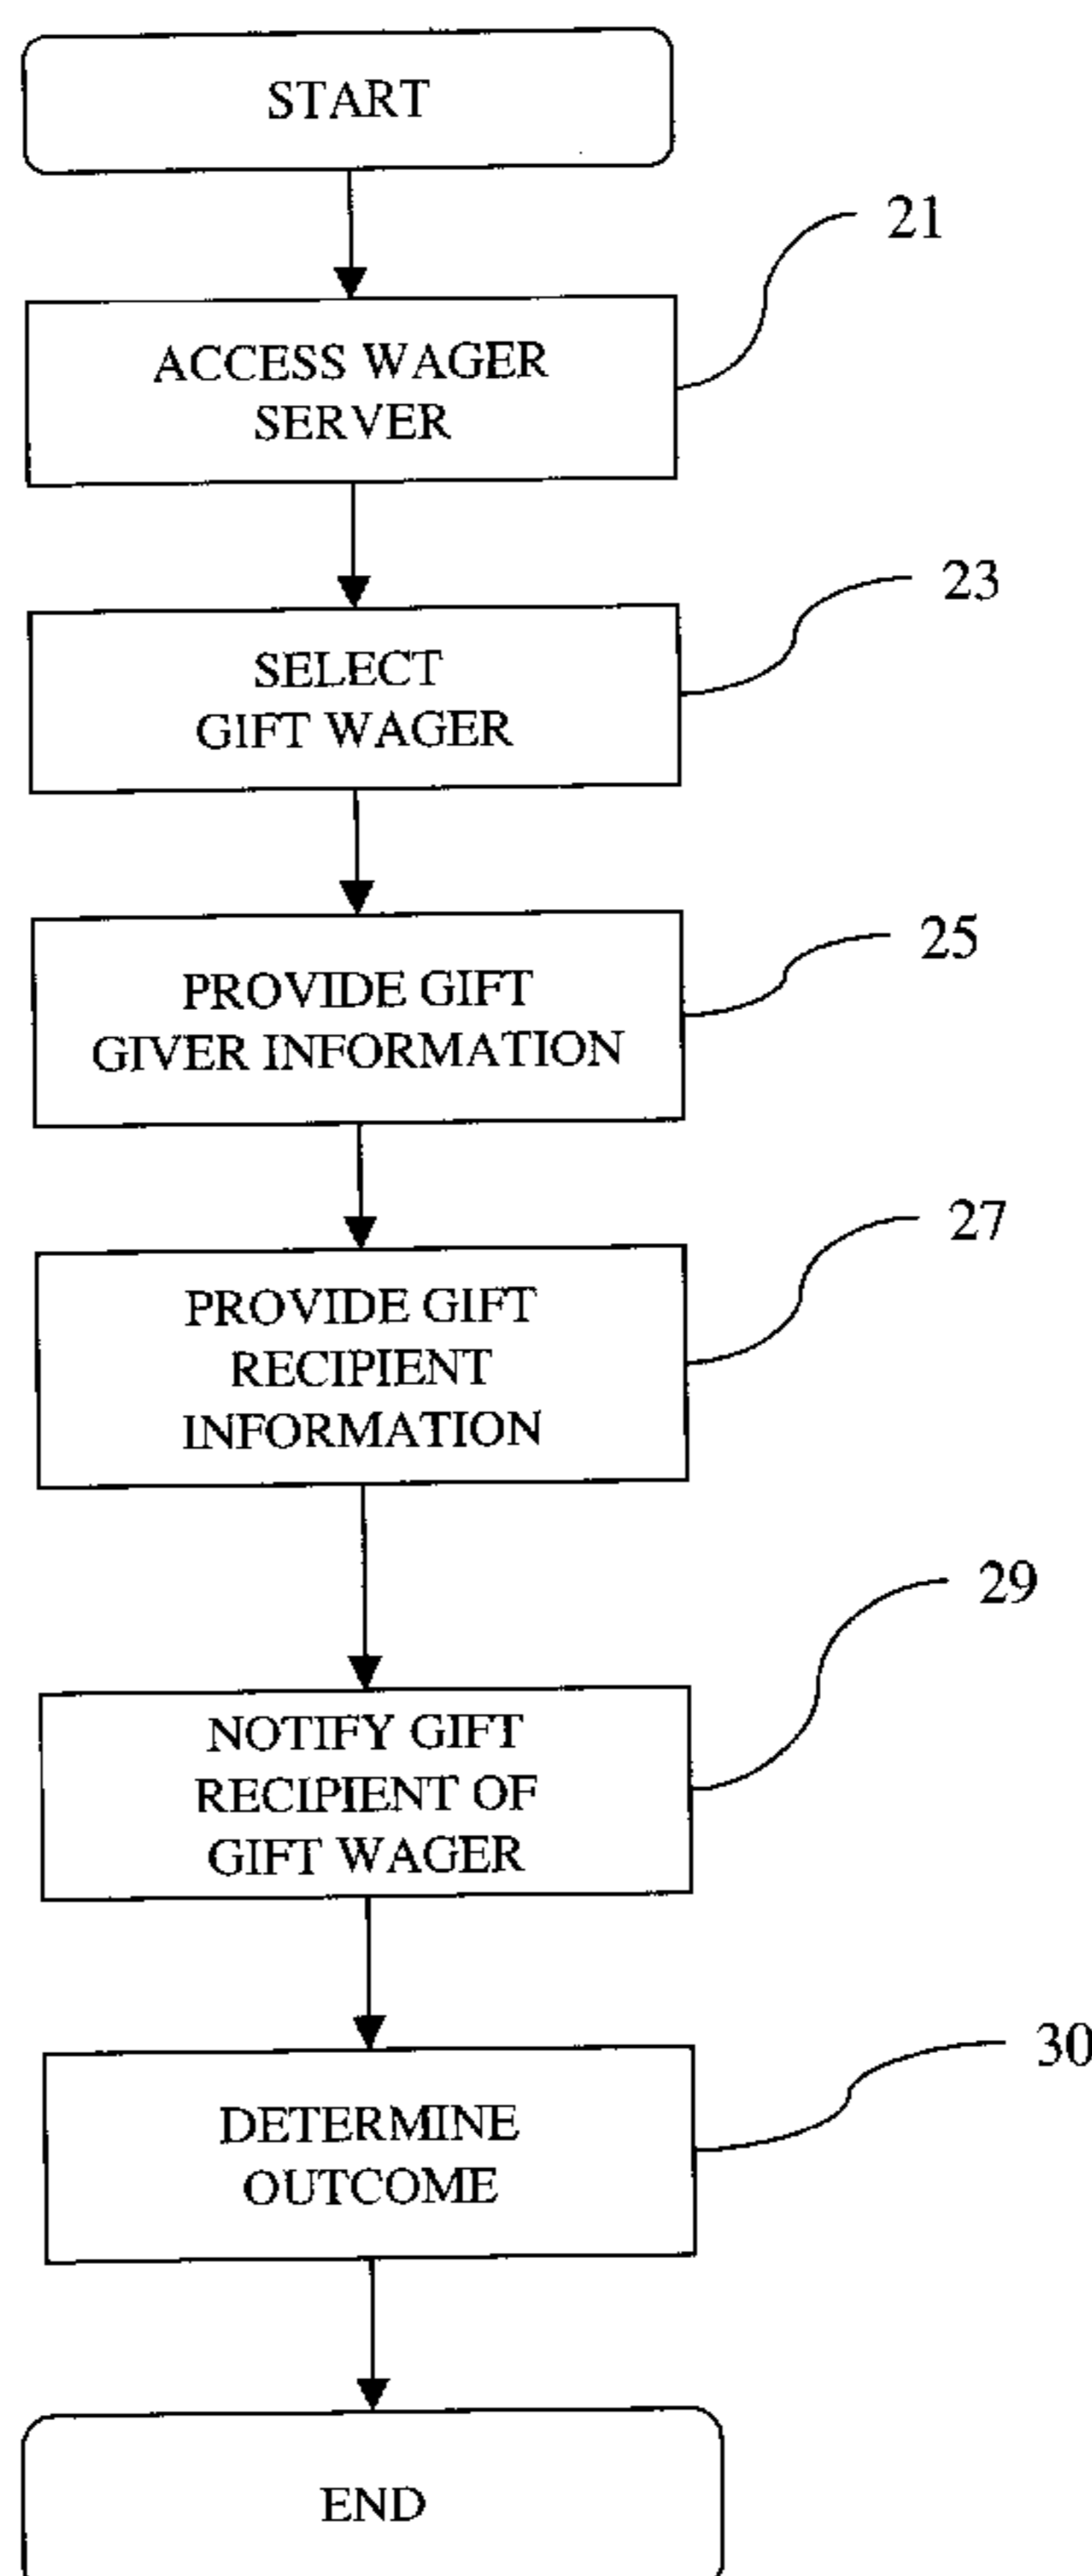 START
21
ACCESS WAGER
SERVER
23
SELECT
GIFT WAGER
25
PROVIDE GIFT
GIVER INFORMATION
27
PROVIDE GIFT
RECIPIENT
INFORMATION
29
NOTIFY GIFT
RECIPIENT OF
GIFT WAGER
30
DETERMINE
OUTCOME
END